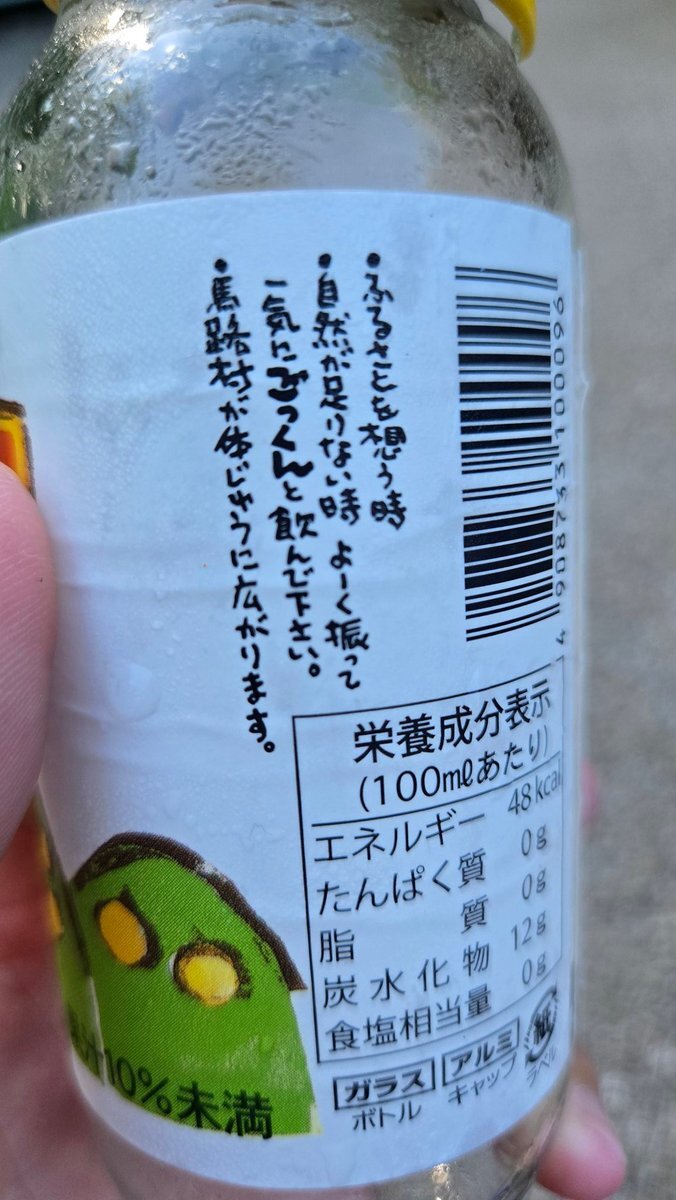 ・ふるさとを想う時
・自然が足りない時 よーく振って
一気にごっくんと飲んで下さい。
・馬路村が体じゅうに広がります。
4 908733 100096
栄養成分表示
(100mlあたり)
エネルギー 48kcal
たんぱく質 0g
脂質 0g
炭水化物 12g
食塩相当量 0g
ガラス
ボトル
アルミ
キャップ
紙
ラベル
10%未満